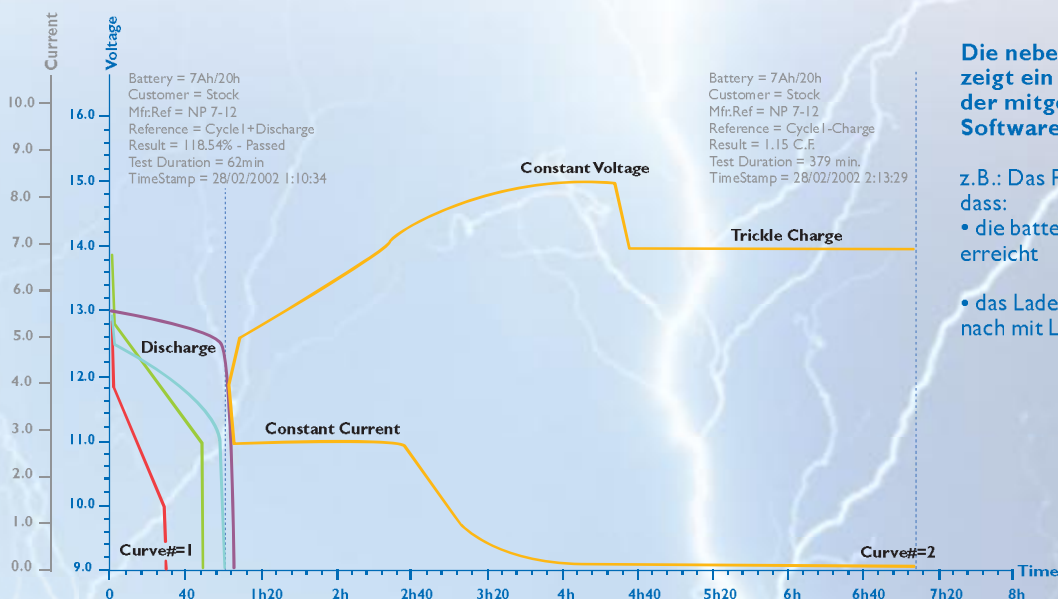 Current
Voltage
10.0
9.0
8.0
7.0
6.0
5.0
4.0
3.0
2.0
1.0
0.0
16.0
15.0
14.0
13.0
12.0
11.0
10.0
9.0
Battery = 7Ah/20h
Customer = Stock
Mfr.Ref = NP 7-12
Reference = Cycle1+Discharge
Result = 118.54% - Passed
Test Duration = 62min
TimeStamp = 28/02/2002 1:10:34
Battery = 7Ah/20h
Customer = Stock
Mfr.Ref = NP 7-12
Reference = Cycle1-Charge
Result = 1.15 C.F.
Test Duration = 379 min.
TimeStamp = 28/02/2002 2:13:29
Constant Voltage
Trickle Charge
Discharge
Constant Current
Curve#=1
Curve#=2
0 40 1h20 2h 2h40 3h20 4h 4h40 5h20 6h 6h40 7h20 8h
Time
Die nebe
zeigt ein
der mitg
Software
z.B.: Das
dass:
• die batte
erreicht
• das Lade
nach mit L